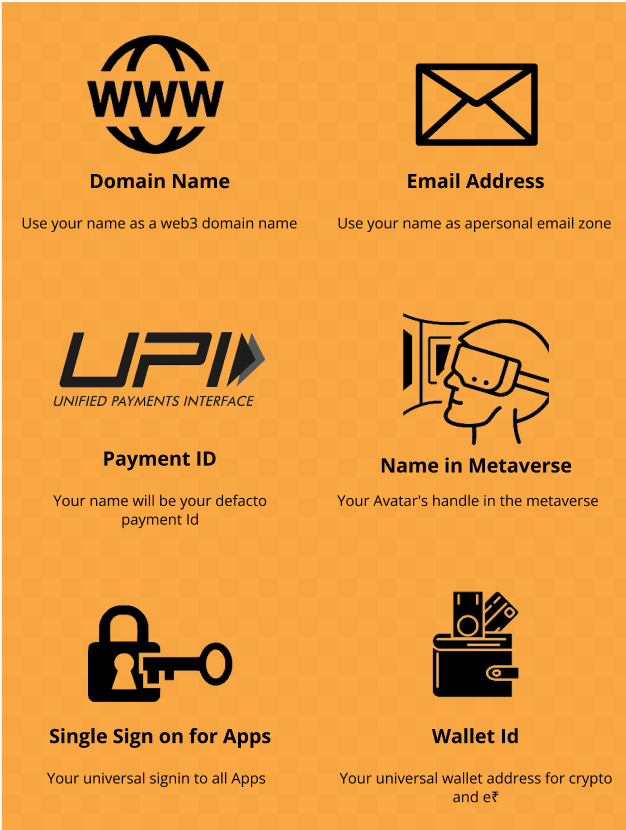 WWW
Domain Name
Use your name as a web3 domain name
Email Address
Use your name as apersonal email zone
UPI
UNIFIED PAYMENTS INTERFACE
Payment ID
Your name will be your defacto
payment Id
Name in Metaverse
Your Avatar's handle in the metaverse
Single Sign on for Apps
Your universal signin to all Apps
Wallet Id
Your universal wallet address for crypto
and e₹